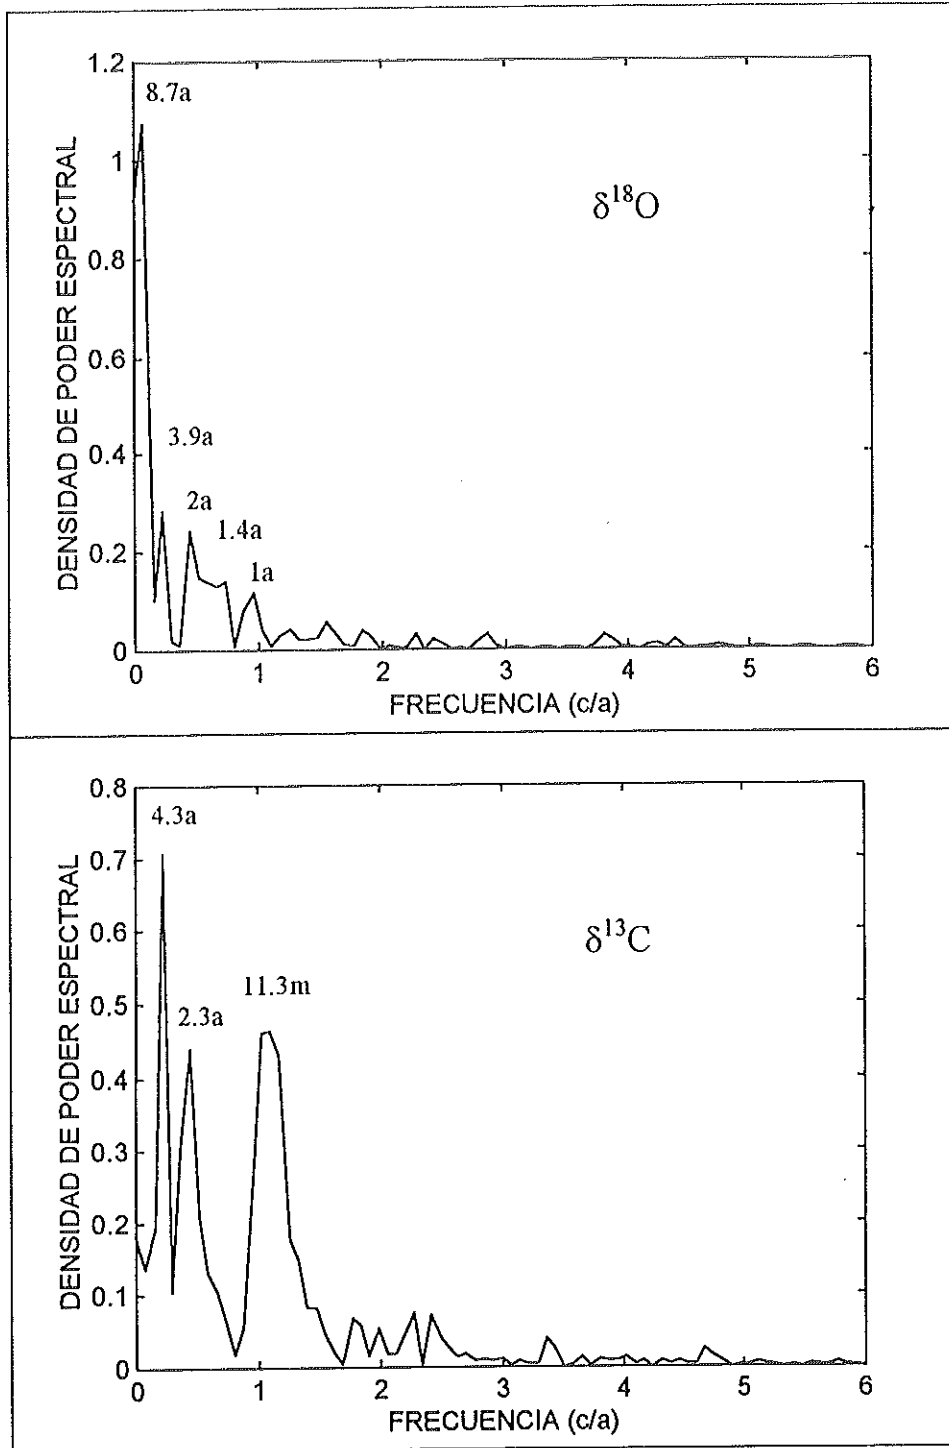 1.2
8.7a
1
δ¹⁸O
0.8
0.6
3.9a
0.4
2a
1.4a
0.2
1a
0
0 1 2 3 4 5 6
DENSIDAD DE PODER ESPECTRAL
FRECUENCIA (c/a)
0.8
4.3a
0.7
δ¹³C
0.6
11.3m
0.5
2.3a
0.4
0.3
0.2
0.1
0
0 1 2 3 4 5 6
DENSIDAD DE PODER ESPECTRAL
FRECUENCIA (c/a)